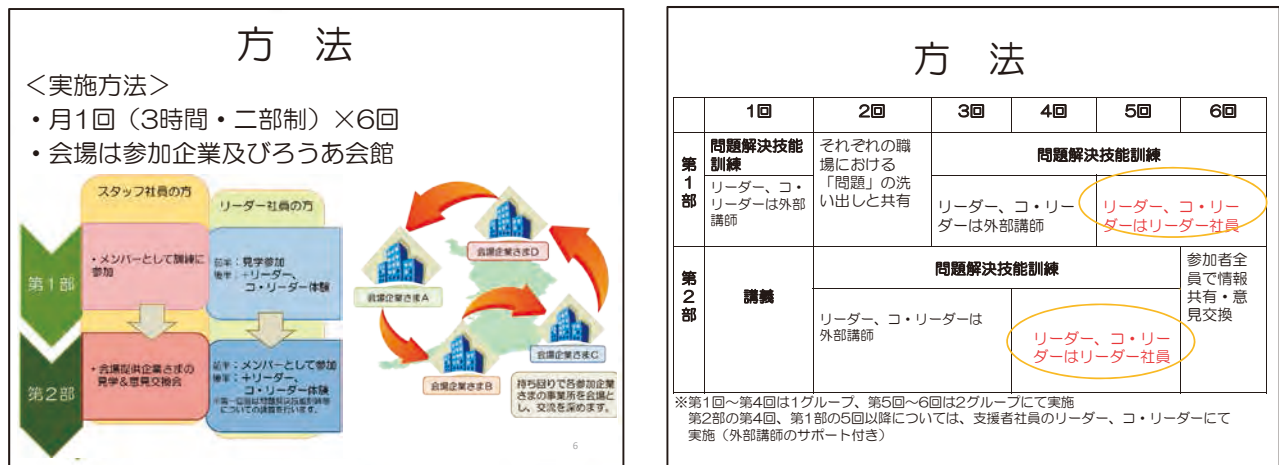 方　法
＜実施方法＞
・月1回（3時間・二部制）×6回
・会場は参加企業及びろうあ会館
スタッフ社員の方
リーダー社員の方
第1部
・メンバーとして訓練に
参加
前半：見学参加
後半：＋リーダー、
コ・リーダー体験
第2部
・会場提供企業さまの
見学＆意見交換会
前半：メンバーとして参加
後半：＋リーダー、
コ・リーダー体験
についての講義を行います。
会場企業さまD
会場企業さまA
会場企業さまC
会場企業さまB
持ち回りで各参加企業
さまの事業所を会場と
し、交流を深めます。
6
方　法
1回 2回 3回 4回 5回 6回
第1部
問題解決技能
訓練
リーダー、コ・
リーダーは外部
講師
それぞれの職
場における
「問題」の洗
い出しと共有
問題解決技能訓練
リーダー、コ・リー
ダーは外部講師
リーダー、コ・リー
ダーはリーダー社員
第2部
講義
問題解決技能訓練
リーダー、コ・リーダーは
外部講師
リーダー、コ・リー
ダーはリーダー社員
参加者全
員で情報
共有・意
見交換
※第1回～第4回は1グループ、第5回～6回は2グループにて実施
第2部の第4回、第1部の5回以降については、支援者社員のリーダー、コ・リーダーにて
実施（外部講師のサポート付き）